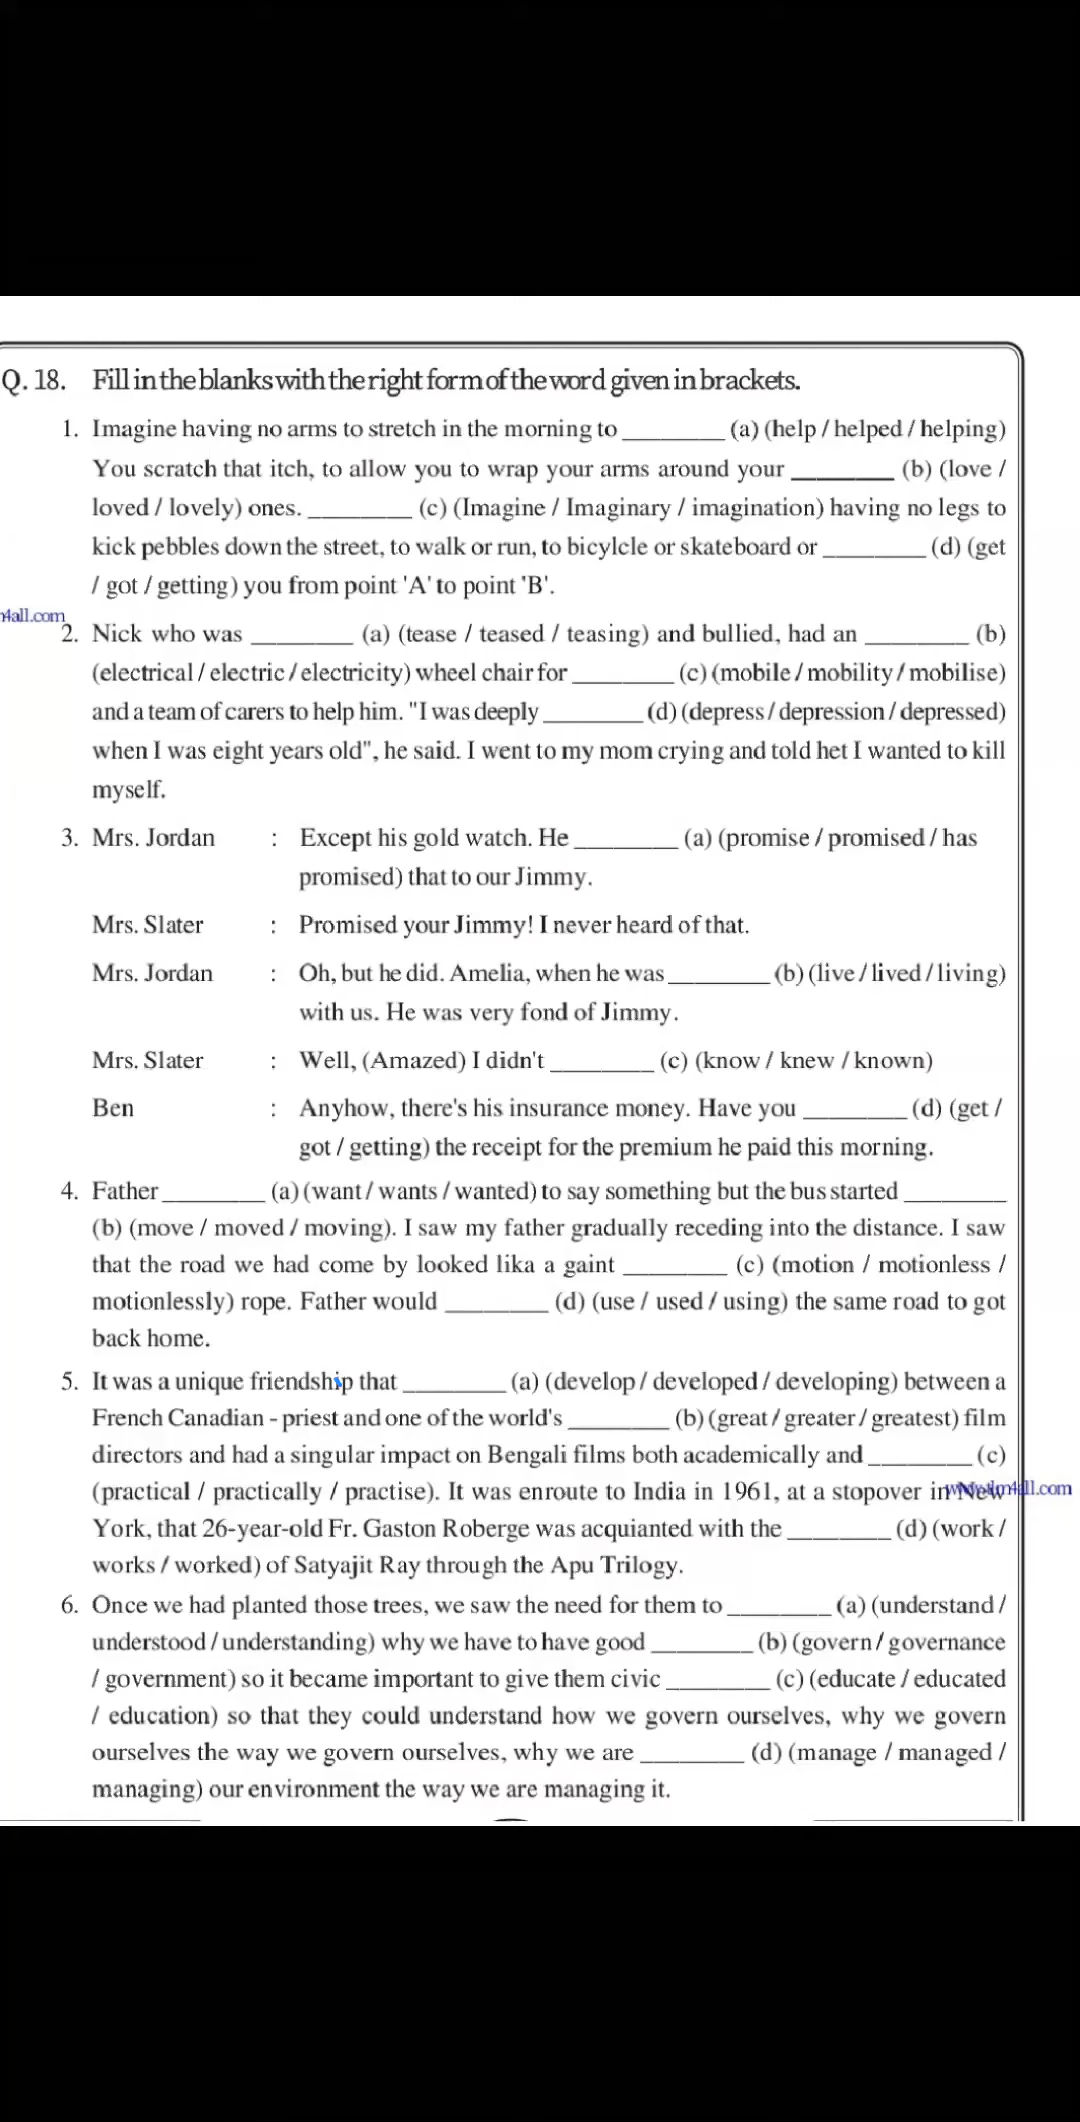 Q. 18. Fill in the blanks with the right form of the word given in brackets.
1. Imagine having no arms to stretch in the morning to ________ (a) (help / helped / helping)
You scratch that itch, to allow you to wrap your arms around your ________ (b) (love /
loved / lovely) ones. ________ (c) (Imagine / Imaginary / imagination) having no legs to
kick pebbles down the street, to walk or run, to bicylcle or skateboard or ________ (d) (get
/ got / getting) you from point 'A' to point 'B'.
4all.com
2. Nick who was ________ (a) (tease / teased / teasing) and bullied, had an ________ (b)
(electrical / electric / electricity) wheel chair for ________ (c) (mobile / mobility / mobilise)
and a team of carers to help him. "I was deeply ________ (d) (depress / depression / depressed)
when I was eight years old", he said. I went to my mom crying and told het I wanted to kill
myself.
3. Mrs. Jordan : Except his gold watch. He ________ (a) (promise / promised / has
promised) that to our Jimmy.
Mrs. Slater : Promised your Jimmy! I never heard of that.
Mrs. Jordan : Oh, but he did. Amelia, when he was ________ (b) (live / lived / living)
with us. He was very fond of Jimmy.
Mrs. Slater : Well, (Amazed) I didn't ________ (c) (know / knew / known)
Ben : Anyhow, there's his insurance money. Have you ________ (d) (get /
got / getting) the receipt for the premium he paid this morning.
4. Father ________ (a) (want / wants / wanted) to say something but the bus started ________
(b) (move / moved / moving). I saw my father gradually receding into the distance. I saw
that the road we had come by looked lika a gaint ________ (c) (motion / motionless /
motionlessly) rope. Father would ________ (d) (use / used / using) the same road to got
back home.
5. It was a unique friendship that ________ (a) (develop / developed / developing) between a
French Canadian - priest and one of the world's ________ (b) (great / greater / greatest) film
directors and had a singular impact on Bengali films both academically and ________ (c)
(practical / practically / practise). It was enroute to India in 1961, at a stopover in New
York, that 26-year-old Fr. Gaston Roberge was acquianted with the ________ (d) (work /
works / worked) of Satyajit Ray through the Apu Trilogy.
6. Once we had planted those trees, we saw the need for them to ________ (a) (understand /
understood / understanding) why we have to have good ________ (b) (govern / governance
/ government) so it became important to give them civic ________ (c) (educate / educated
/ education) so that they could understand how we govern ourselves, why we govern
ourselves the way we govern ourselves, why we are ________ (d) (manage / managed /
managing) our environment the way we are managing it.